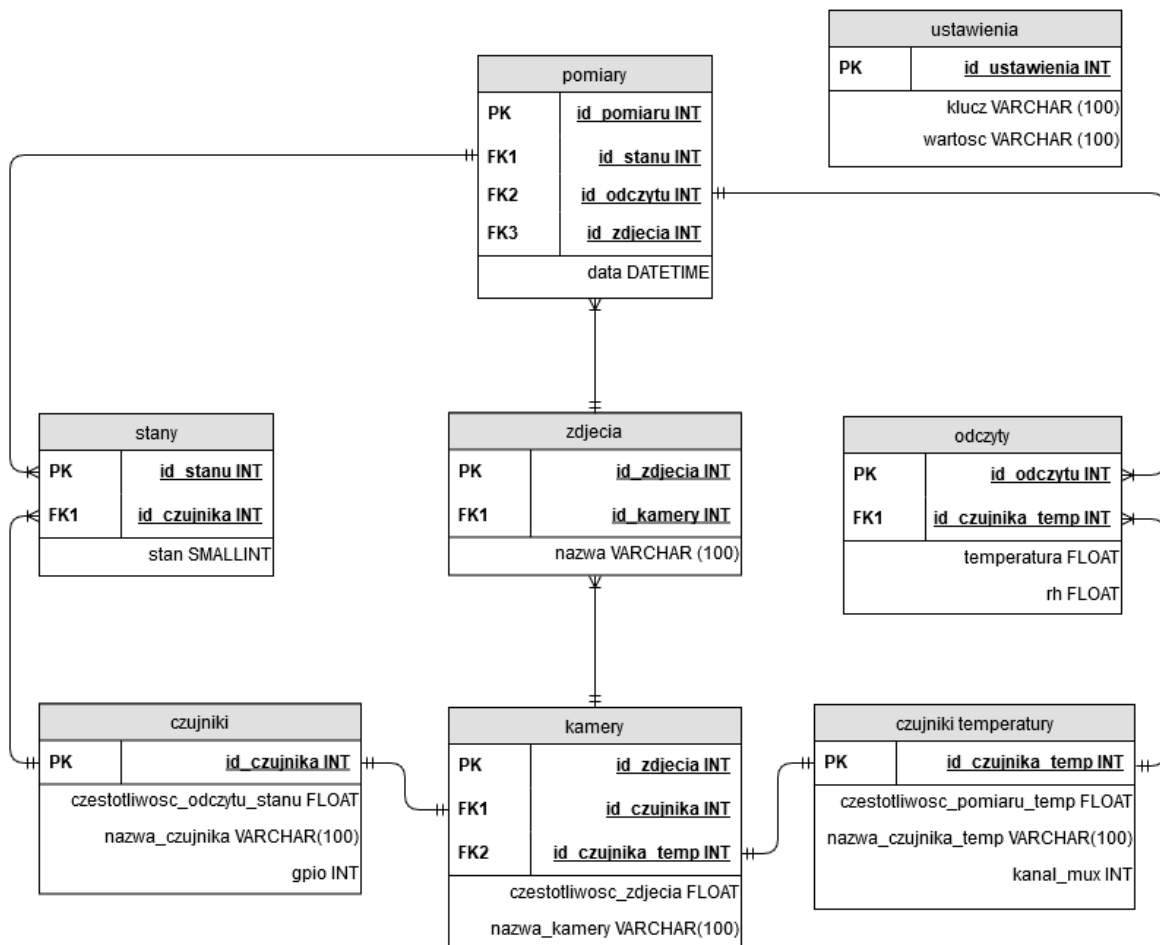 ustawienia
PK id_ustawienia INT
klucz VARCHAR (100)
wartosc VARCHAR (100)
pomiary
PK id_pomiaru INT
FK1 id_stanu INT
FK2 id_odczytu INT
FK3 id_zdjecia INT
data DATETIME
stany
PK id_stanu INT
FK1 id_czujnika INT
stan SMALLINT
zdjecia
PK id_zdjecia INT
FK1 id_kamery INT
nazwa VARCHAR (100)
odczyty
PK id_odczytu INT
FK1 id_czujnika_temp INT
temperatura FLOAT
rh FLOAT
czujniki
PK id_czujnika INT
czestotliwosc_odczytu_stanu FLOAT
nazwa_czujnika VARCHAR(100)
gpio INT
kamery
PK id_zdjecia INT
FK1 id_czujnika INT
FK2 id_czujnika_temp INT
czestotliwosc_zdjecia FLOAT
nazwa_kamery VARCHAR(100)
czujniki temperatury
PK id_czujnika_temp INT
czestotliwosc_pomiaru_temp FLOAT
nazwa_czujnika_temp VARCHAR(100)
kanal_mux INT